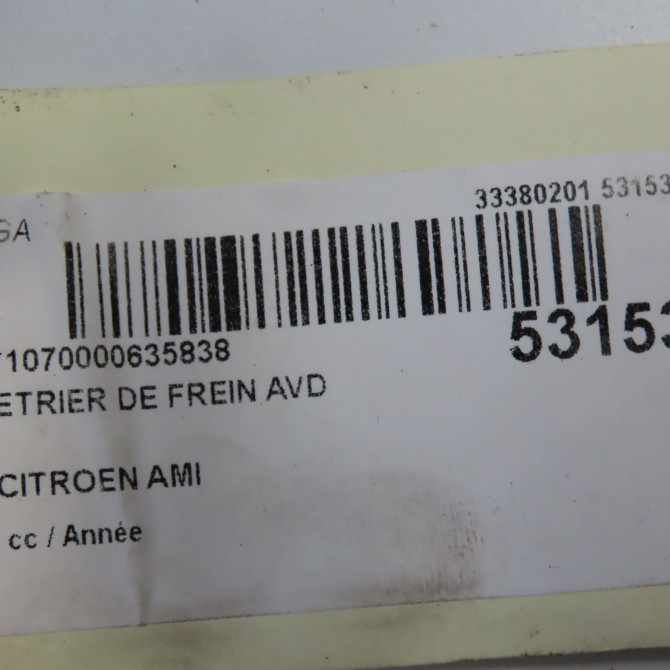 33380201 53153
GA
1070000635838
53153
ETRIER DE FREIN AVD
CITROEN AMI
cc / Année